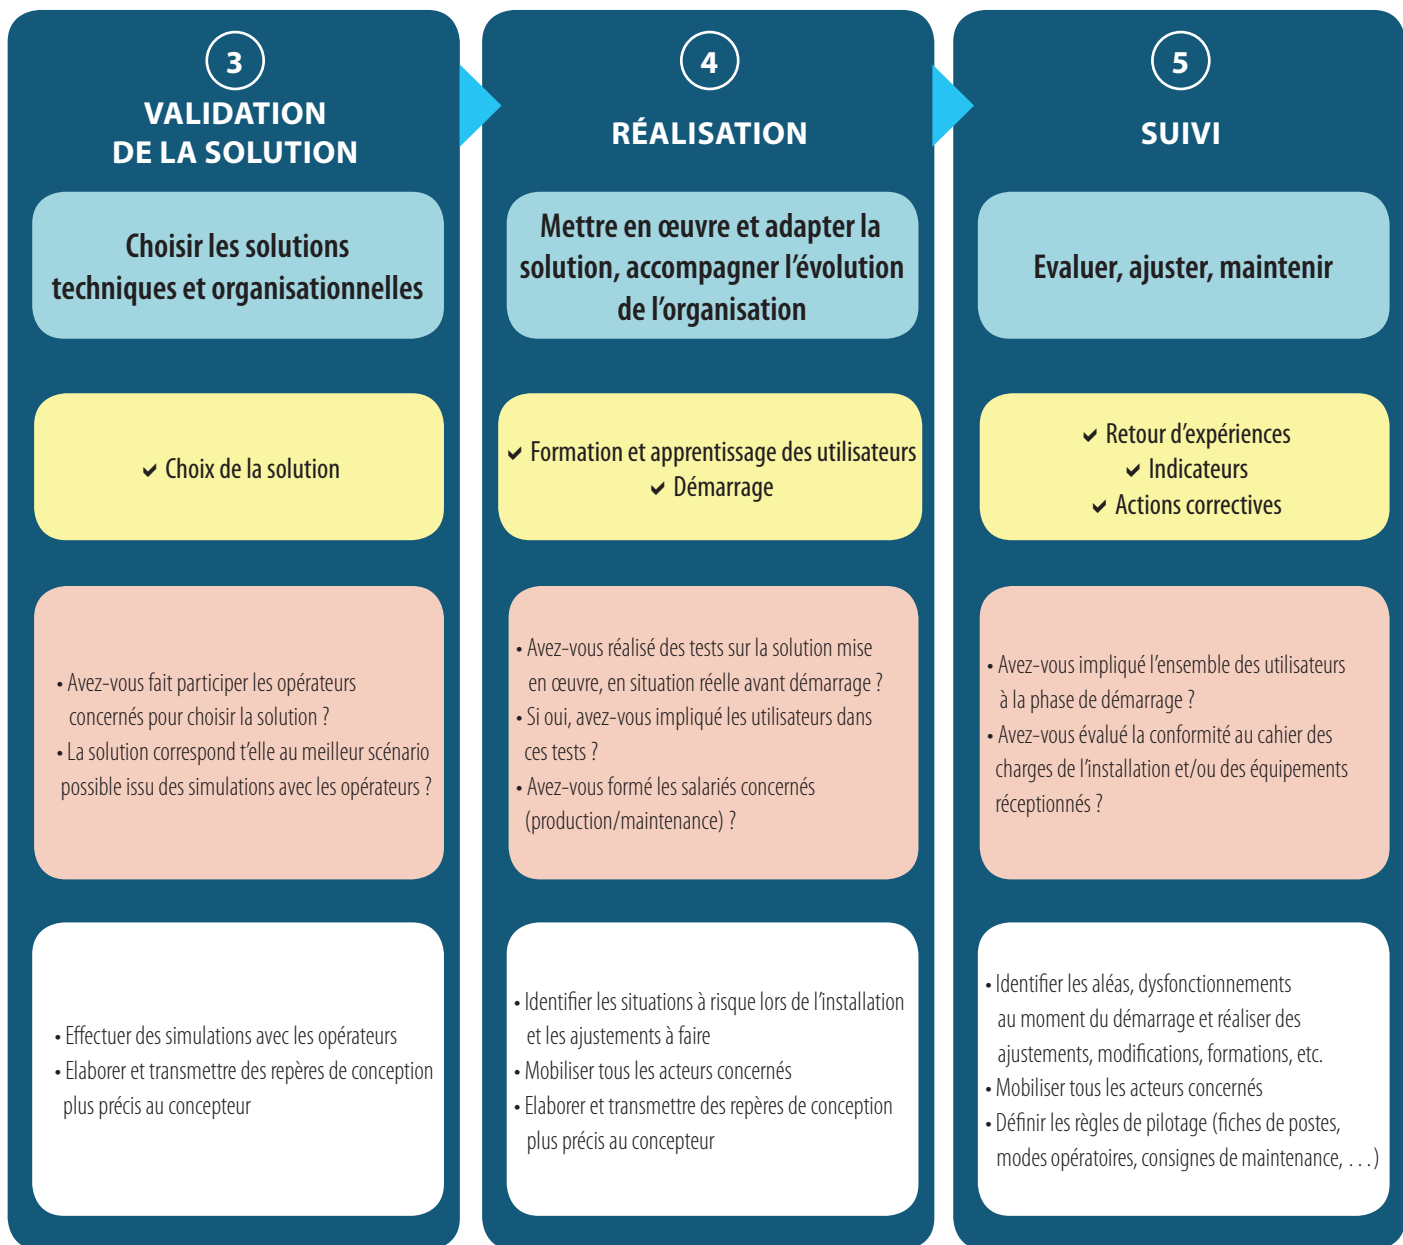 3
VALIDATION
DE LA SOLUTION
Choisir les solutions
techniques et organisationnelles
✔ Choix de la solution
• Avez-vous fait participer les opérateurs
concernés pour choisir la solution ?
• La solution correspond t'elle au meilleur scénario
possible issu des simulations avec les opérateurs ?
• Effectuer des simulations avec les opérateurs
• Elaborer et transmettre des repères de conception
plus précis au concepteur
4
RÉALISATION
Mettre en œuvre et adapter la
solution, accompagner l'évolution
de l'organisation
✔ Formation et apprentissage des utilisateurs
✔ Démarrage
• Avez-vous réalisé des tests sur la solution mise
en œuvre, en situation réelle avant démarrage ?
• Si oui, avez-vous impliqué les utilisateurs dans
ces tests ?
• Avez-vous formé les salariés concernés
(production/maintenance) ?
• Identifier les situations à risque lors de l'installation
et les ajustements à faire
• Mobiliser tous les acteurs concernés
• Elaborer et transmettre des repères de conception
plus précis au concepteur
5
SUIVI
Evaluer, ajuster, maintenir
✔ Retour d'expériences
✔ Indicateurs
✔ Actions correctives
• Avez-vous impliqué l'ensemble des utilisateurs
à la phase de démarrage ?
• Avez-vous évalué la conformité au cahier des
charges de l'installation et/ou des équipements
réceptionnés ?
• Identifier les aléas, dysfonctionnements
au moment du démarrage et réaliser des
ajustements, modifications, formations, etc.
• Mobiliser tous les acteurs concernés
• Définir les règles de pilotage (fiches de postes,
modes opératoires, consignes de maintenance, …)